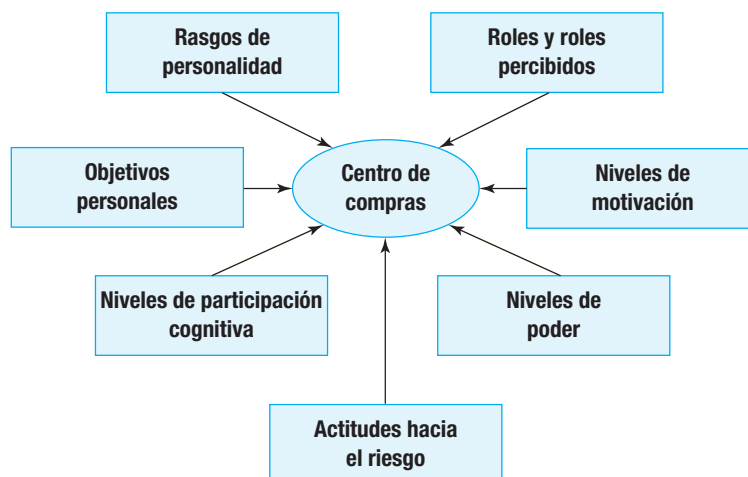 Rasgos de
personalidad
Roles y roles
percibidos
Objetivos
personales
Centro de
compras
Niveles de
motivación
Niveles de participación
cognitiva
Niveles de
poder
Actitudes hacia
el riesgo